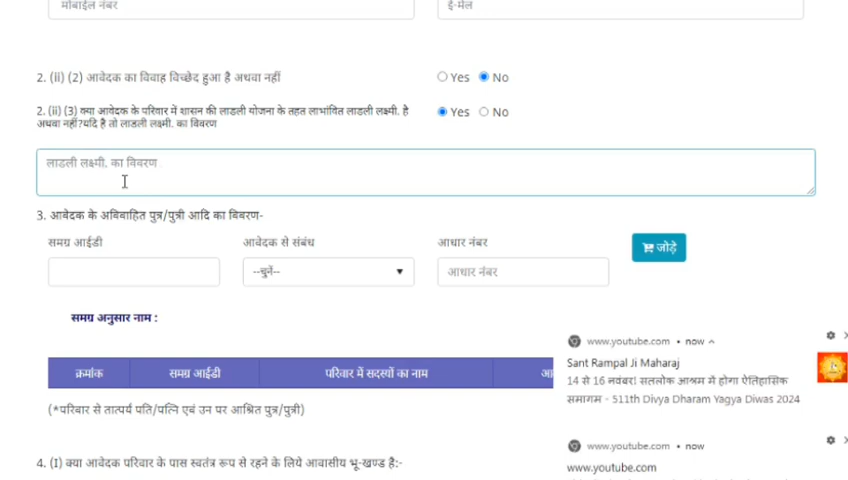 मोबाईल नंबर
ई-मेल
2. (ii) (2) आवेदक का विवाह विच्छेद हुआ है अथवा नहीं
Yes No
2. (ii) (3) क्या आवेदक के परिवार में शासन की लाडली योजना के तहत लाभांवित लाडली लक्ष्मी. है
अथवा नहीं?यदि है तो लाडली लक्ष्मी. का विवरण
Yes No
लाडली लक्ष्मी. का विवरण
3. आवेदक के अविवाहित पुत्र/पुत्री आदि का विवरण-
समग्र आईडी
आवेदक से संबंध
आधार नंबर
--चुनें--
आधार नंबर
जोड़े
समग्र अनुसार नाम :
क्रमांक
समग्र आईडी
परिवार में सदस्यों का नाम
(*परिवार से तात्पर्य पति/पत्नि एवं उन पर आश्रित पुत्र/पुत्री)
4. (I) क्या आवेदक परिवार के पास स्वतंत्र रूप से रहने के लिये आवासीय भू-खण्ड है:-
www.youtube.com • now
Sant Rampal Ji Maharaj
14 से 16 नवंबर! सतलोक आश्रम में होगा ऐतिहासिक
समागम - 511th Divya Dharam Yagya Diwas 2024
www.youtube.com • now
www.youtube.com